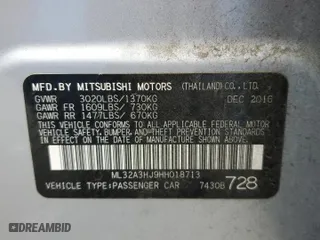 MFD.BY MITSUBISHI MOTORS (THAILAND) CO., LTD.
GVWR 3020LBS/1370KG DEC 2016
GAWR FR 1609LBS/ 730KG
GAWR RR 1477LBS/ 670KG
THIS VEHICLE CONFORMS TO ALL APPLICABLE
FEDERAL MOTOR VEHICLE SAFETY, BUMPER, AND
THEFT PREVENTION STANDARDS IN EFFECT
ON THE DATE OF MANUFACTURE SHOWN ABOVE.
ML32A3HJ9HH018713
VEHICLE TYPE: PASSENGER CAR 74306 728